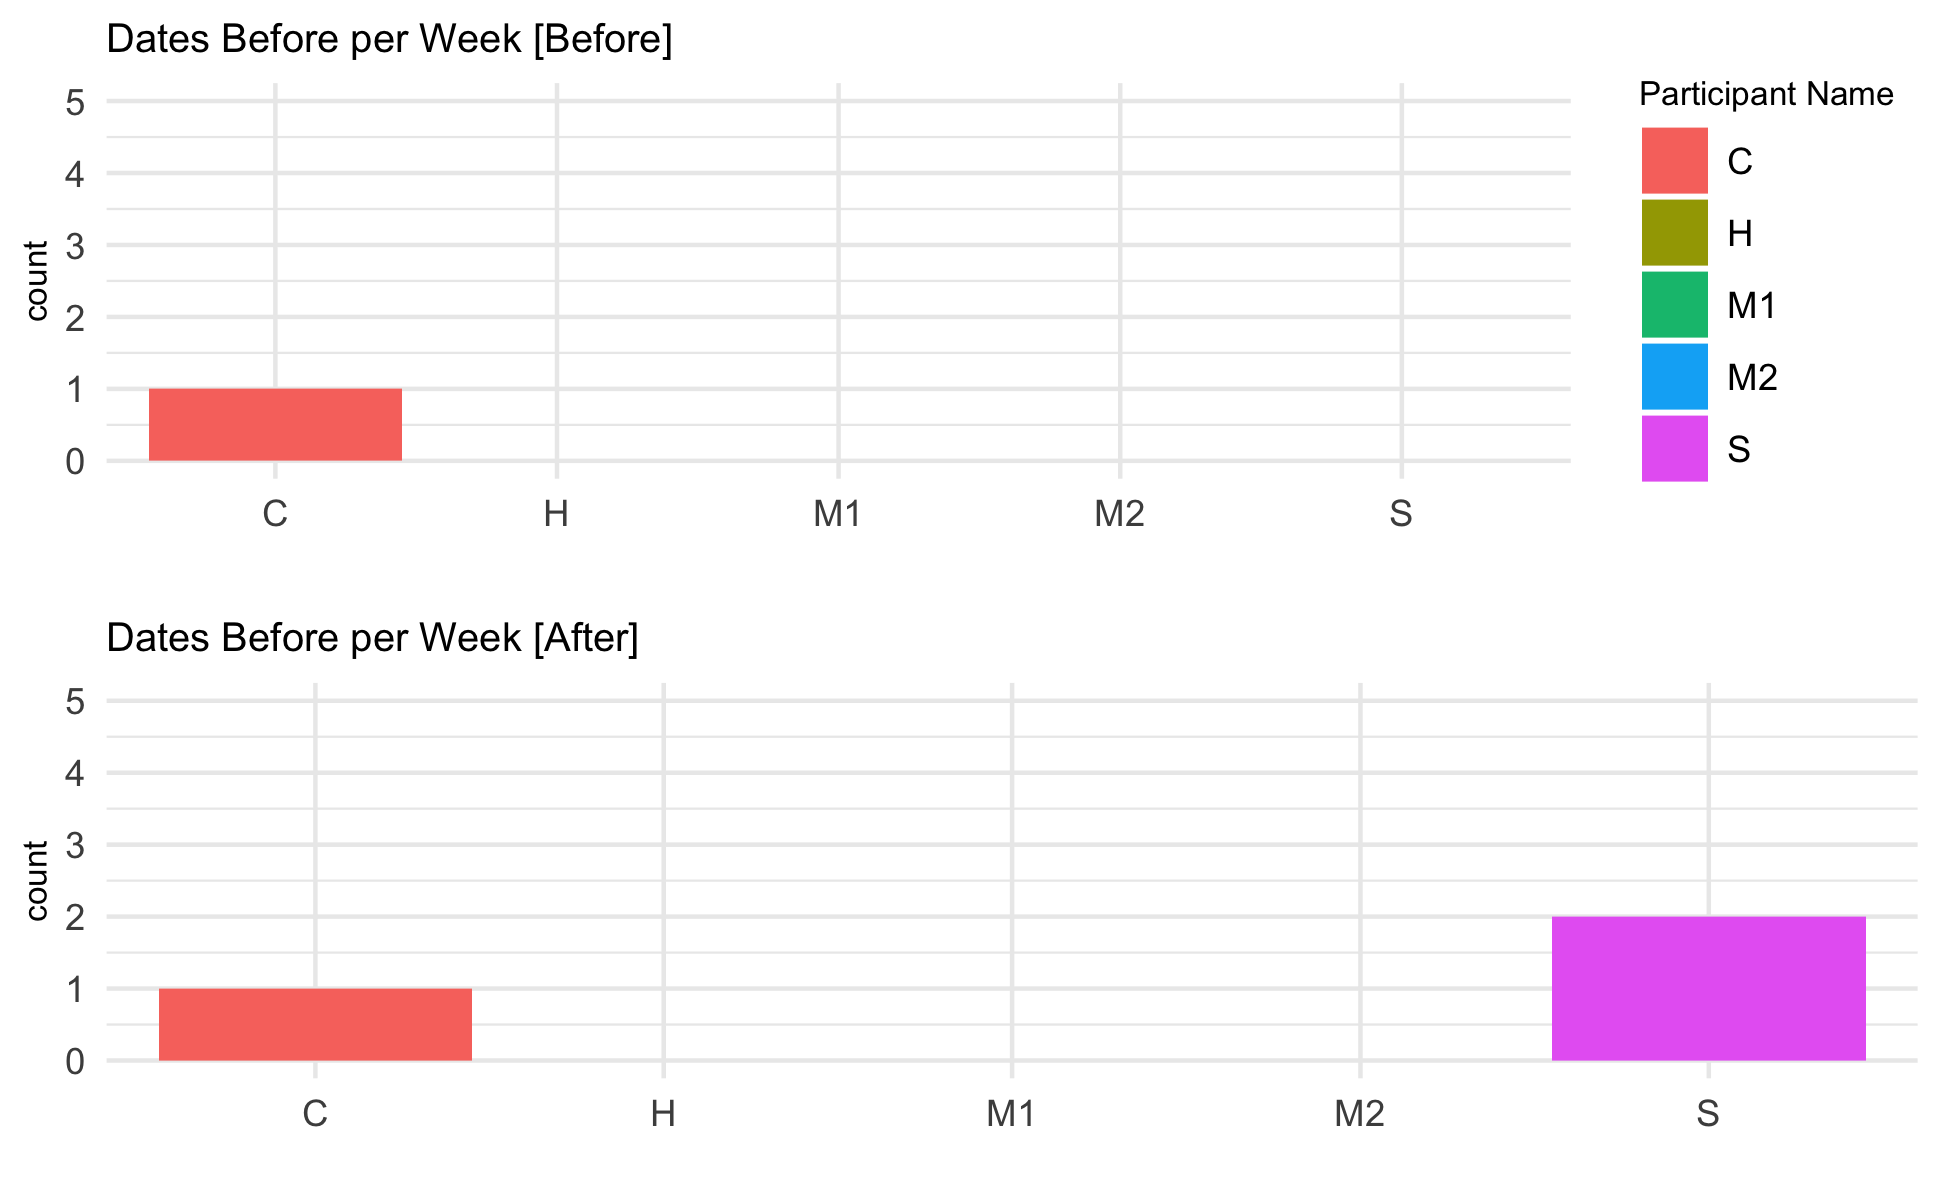 Dates Before per Week [Before]
5
4
3
2
1
0
count
C H M1 M2 S
Participant Name
C
H
M1
M2
S
Dates Before per Week [After]
5
4
3
2
1
0
count
C H M1 M2 S